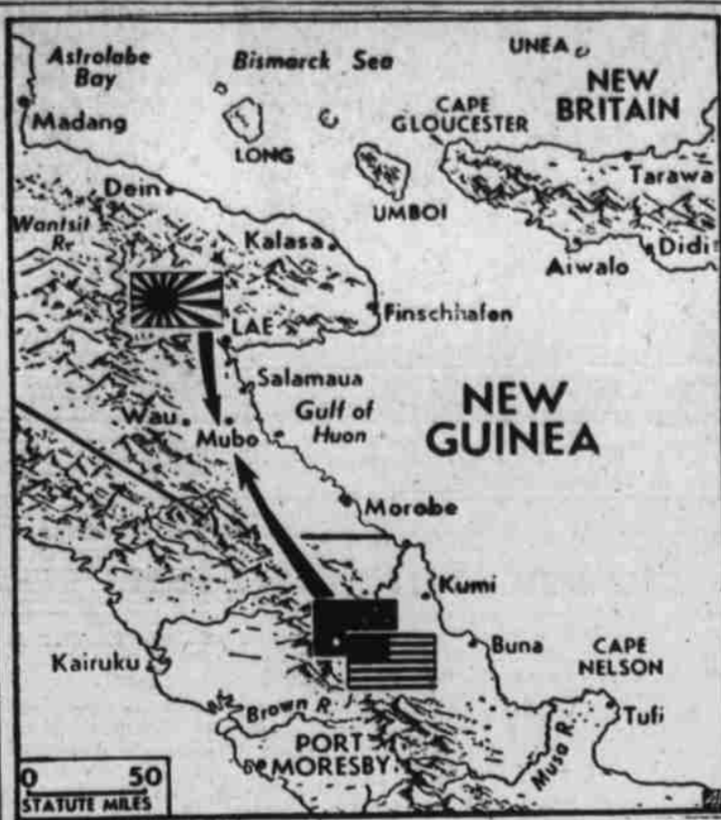 Astrolabe
Bay
Bismarck Sea
UNEA
NEW
BRITAIN
Madang
LONG
CAPE
GLOUCESTER
UMBOI
Tarawa
Dein
Wantsit
Rr
Kalasa
Aiwalo
Didi
Finschhafen
LAE
Salamaua
Gulf of
Huon
NEW
GUINEA
Wau
Mubo
Morobe
Kumi
Buna
CAPE
NELSON
Kairuku
Brown R.
Tufi
Musa R.
PORT
MORESBY
0 50
STATUTE MILES